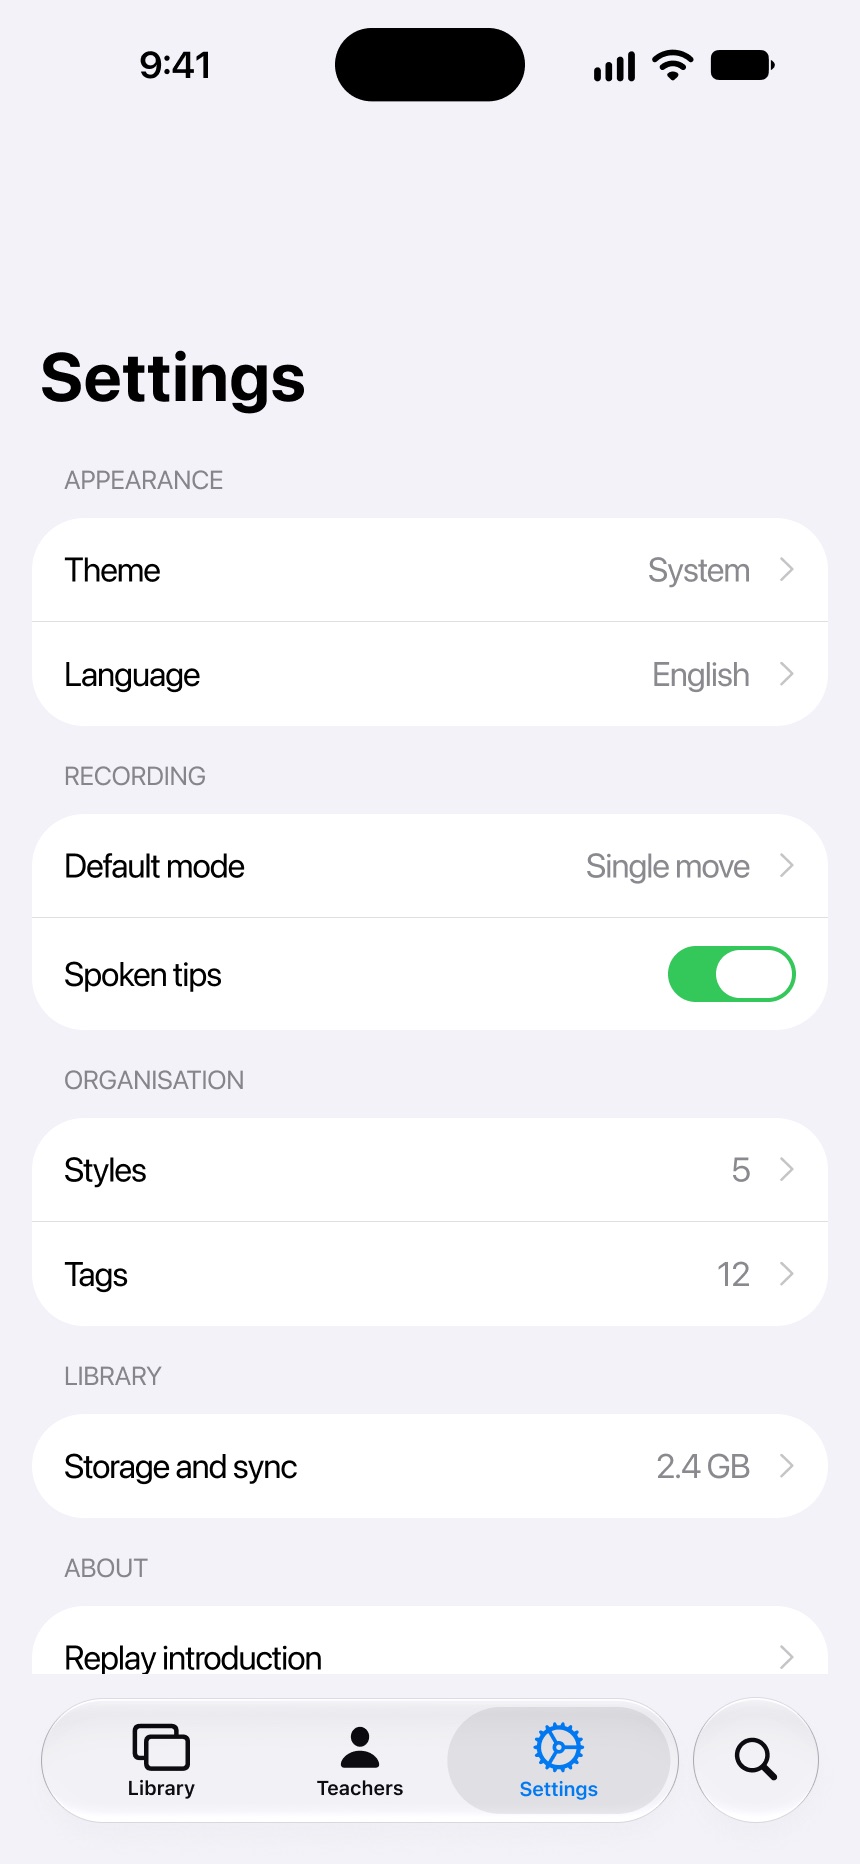 9:41
Settings
APPEARANCE
Theme System
Language English
RECORDING
Default mode Single move
Spoken tips
ORGANISATION
Styles 5
Tags 12
LIBRARY
Storage and sync 2.4 GB
ABOUT
Replay introduction
Library Teachers Settings